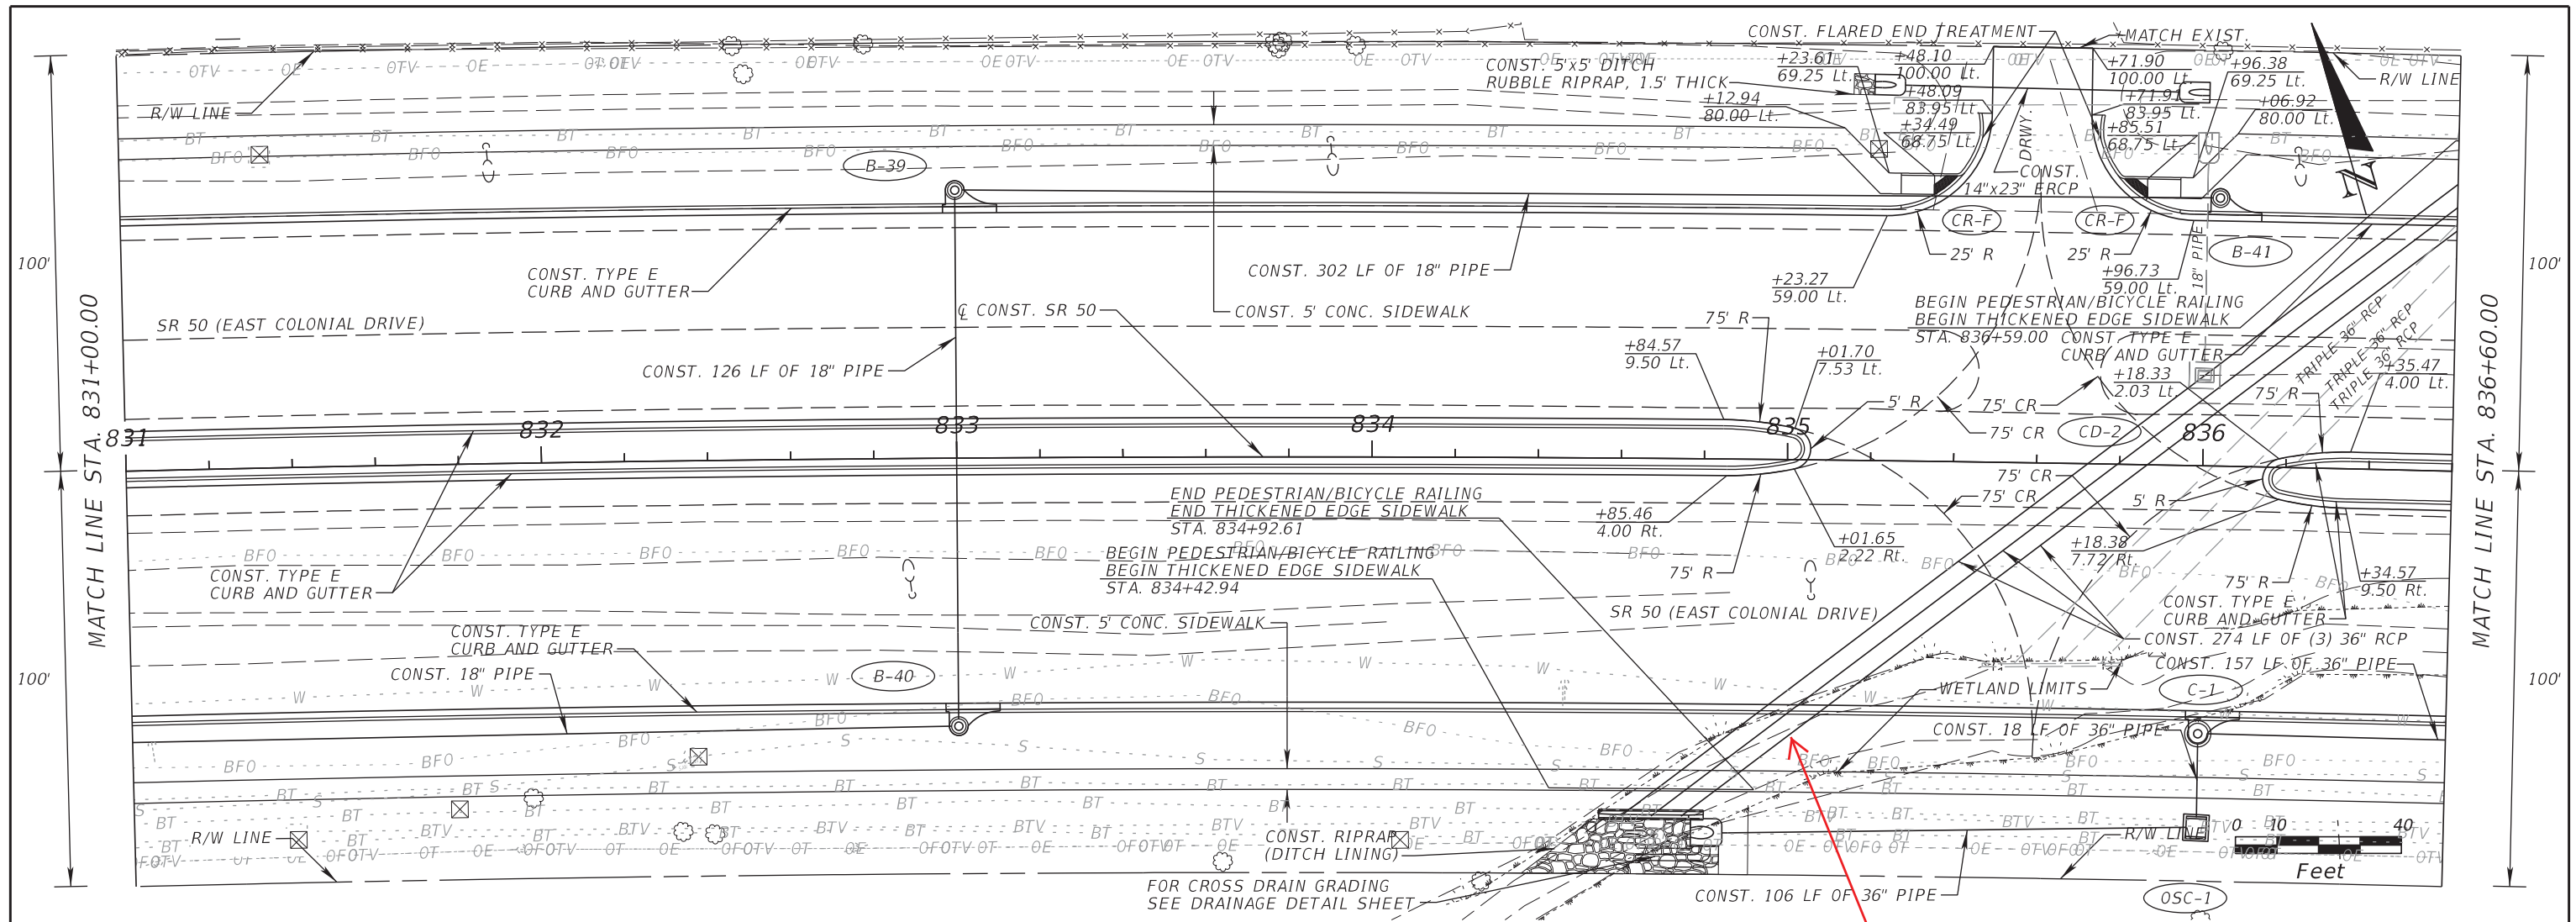 CONST. FLARED END TREATMENT
MATCH EXIST.
CONST. 5'x5' DITCH
RUBBLE RIPRAP, 1.5' THICK
+23.61
69.25 Lt.
+48.10
100.00 Lt.
+71.90
100.00 Lt.
+96.38
69.25 Lt.
R/W LINE
+12.94
80.00 Lt.
+48.09
83.95 Lt
+71.91
83.95 Lt.
+06.92
80.00 Lt.
+34.49
68.75 Lt.
+85.51
68.75 Lt.
R/W LINE
B-39
DRWY.
CONST.
14"x23" ERCP
N
CR-F
CR-F
B-41
25' R
25' R
100'
100'
CONST. TYPE E
CURB AND GUTTER
CONST. 302 LF OF 18" PIPE
+23.27
59.00 Lt.
+96.73
59.00 Lt.
18" PIPE
BEGIN PEDESTRIAN/BICYCLE RAILING
BEGIN THICKENED EDGE SIDEWALK
STA. 836+59.00
CONST. TYPE E
CURB AND GUTTER
SR 50 (EAST COLONIAL DRIVE)
℄ CONST. SR 50
CONST. 5' CONC. SIDEWALK
75' R
TRIPLE 36" RCP
TRIPLE 36" RCP
TRIPLE 36" RCP
CONST. 126 LF OF 18" PIPE
+84.57
9.50 Lt.
+01.70
7.53 Lt.
+18.33
2.03 Lt.
+35.47
4.00 Lt.
5' R
75' CR
75' R
75' CR
CD-2
MATCH LINE STA. 831+00.00
MATCH LINE STA. 836+60.00
831
832
833
834
835
836
END PEDESTRIAN/BICYCLE RAILING
END THICKENED EDGE SIDEWALK
STA. 834+92.61
+85.46
4.00 Rt.
75' CR
75' CR
5' R
BEGIN PEDESTRIAN/BICYCLE RAILING
BEGIN THICKENED EDGE SIDEWALK
STA. 834+42.94
+01.65
2.22 Rt.
+18.38
7.72 Rt.
75' R
75' R
+34.57
9.50 Rt.
CONST. TYPE E
CURB AND GUTTER
CONST. TYPE E
CURB AND GUTTER
SR 50 (EAST COLONIAL DRIVE)
CONST. 5' CONC. SIDEWALK
CONST. TYPE E
CURB AND GUTTER
CONST. 274 LF OF (3) 36" RCP
CONST. 157 LF OF 36" PIPE
CONST. 18" PIPE
B-40
WETLAND LIMITS
C-1
100'
100'
CONST. 18 LF OF 36" PIPE
R/W LINE
CONST. RIPRAP
(DITCH LINING)
R/W LINE
0 10 40
Feet
FOR CROSS DRAIN GRADING
SEE DRAINAGE DETAIL SHEET
CONST. 106 LF OF 36" PIPE
OSC-1